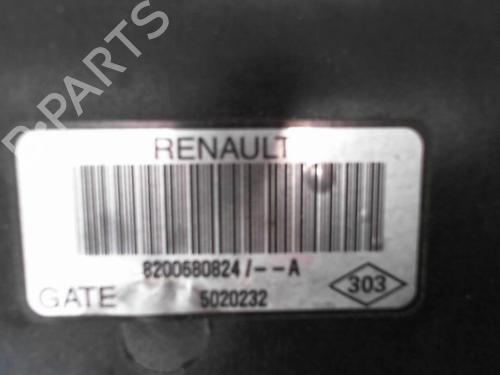 B-PARTS
RENAULT
8200680824/--A
GATE 5020232 303